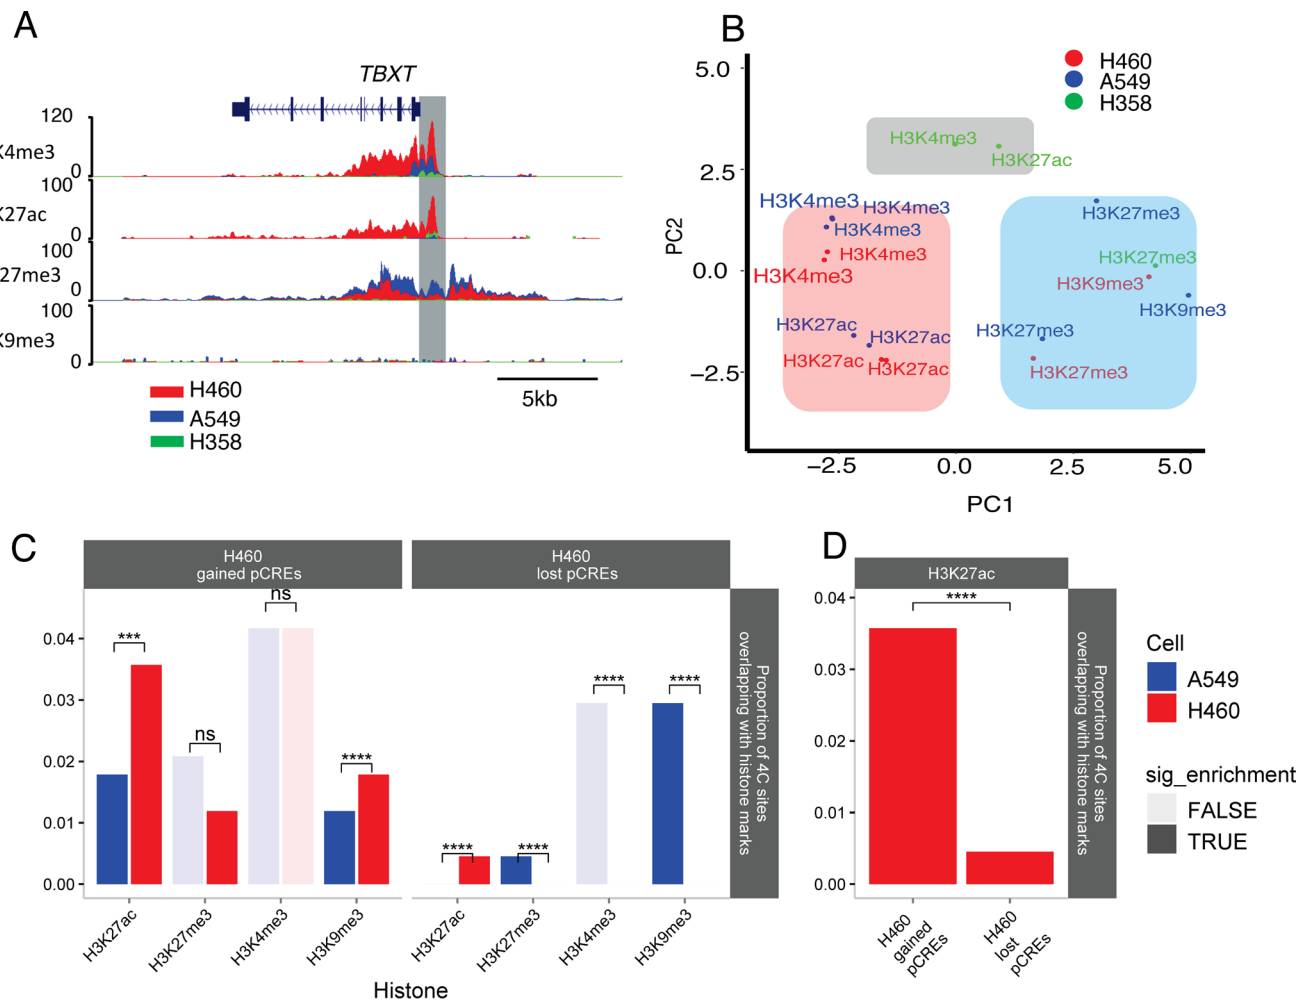 A
TBXT
120
K4me3
0
100
K27ac
0
100
27me3
0
100
K9me3
0
H460
A549
H358
5kb
B
H460
A549
H358
5.0
2.5
0.0
−2.5
PC2
H3K4me3
H3K27ac
H3K4me3
H3K4me3
H3K4me3
H3K4me3
H3K4me3
H3K27ac
H3K27ac
H3K27ac
H3K27ac
H3K27me3
H3K27me3
H3K9me3
H3K9me3
H3K27me3
H3K27me3
−2.5
0.0
2.5
5.0
PC1
C
H460
gained pCREs
H460
lost pCREs
0.04
0.03
0.02
0.01
0.00
***
ns
ns
****
****
****
****
****
H3K27ac
H3K27me3
H3K4me3
H3K9me3
H3K27ac
H3K27me3
H3K4me3
H3K9me3
Histone
Proportion of 4C sites
overlapping with histone marks
D
H3K27ac
0.04
0.03
0.02
0.01
0.00
****
H460
gained
pCREs
H460
lost
pCREs
Proportion of 4C sites
overlapping with histone marks
Cell
A549
H460
sig_enrichment
FALSE
TRUE